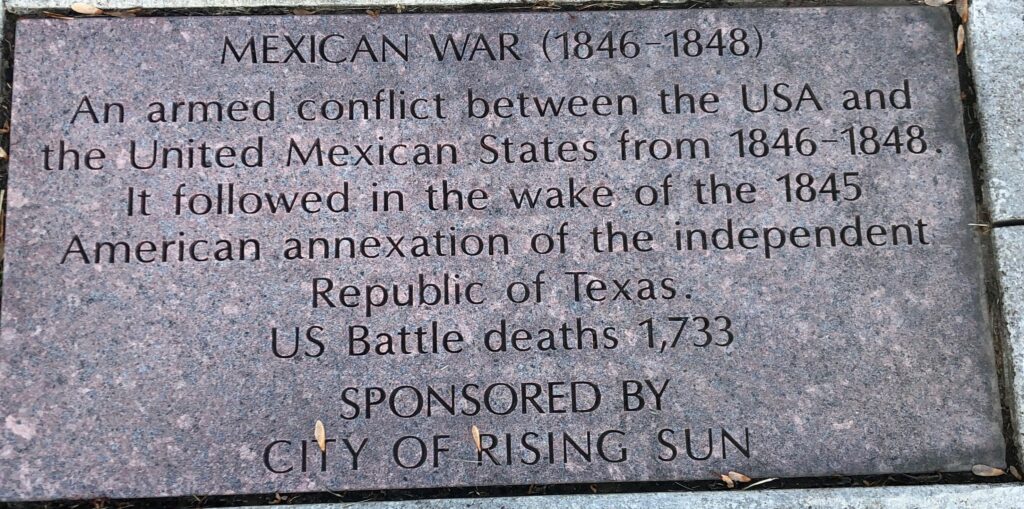 MEXICAN WAR (1846-1848)
An armed conflict between the USA and
the United Mexican States from 1846-1848.
It followed in the wake of the 1845
American annexation of the independent
Republic of Texas.
US Battle deaths 1,733
SPONSORED BY
CITY OF RISING SUN